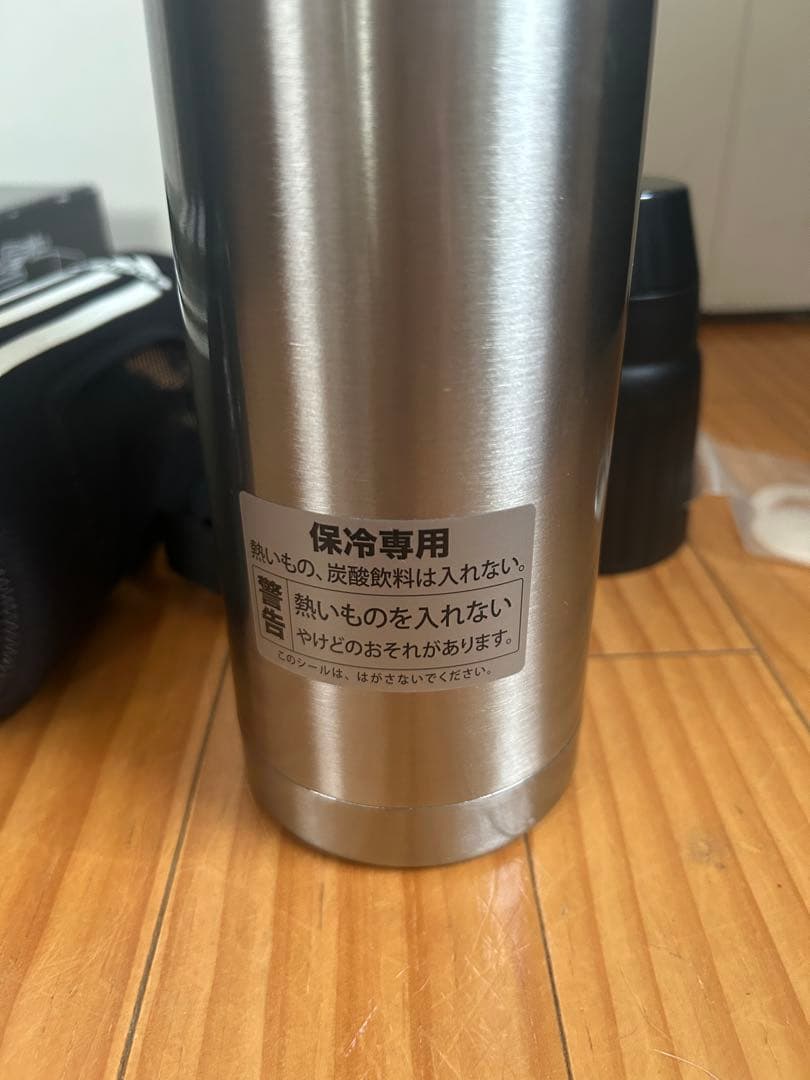 保冷専用
熱いもの、炭酸飲料は入れない。
警告
熱いものを入れない
やけどのおそれがあります。
このシールは、はがさないでください。